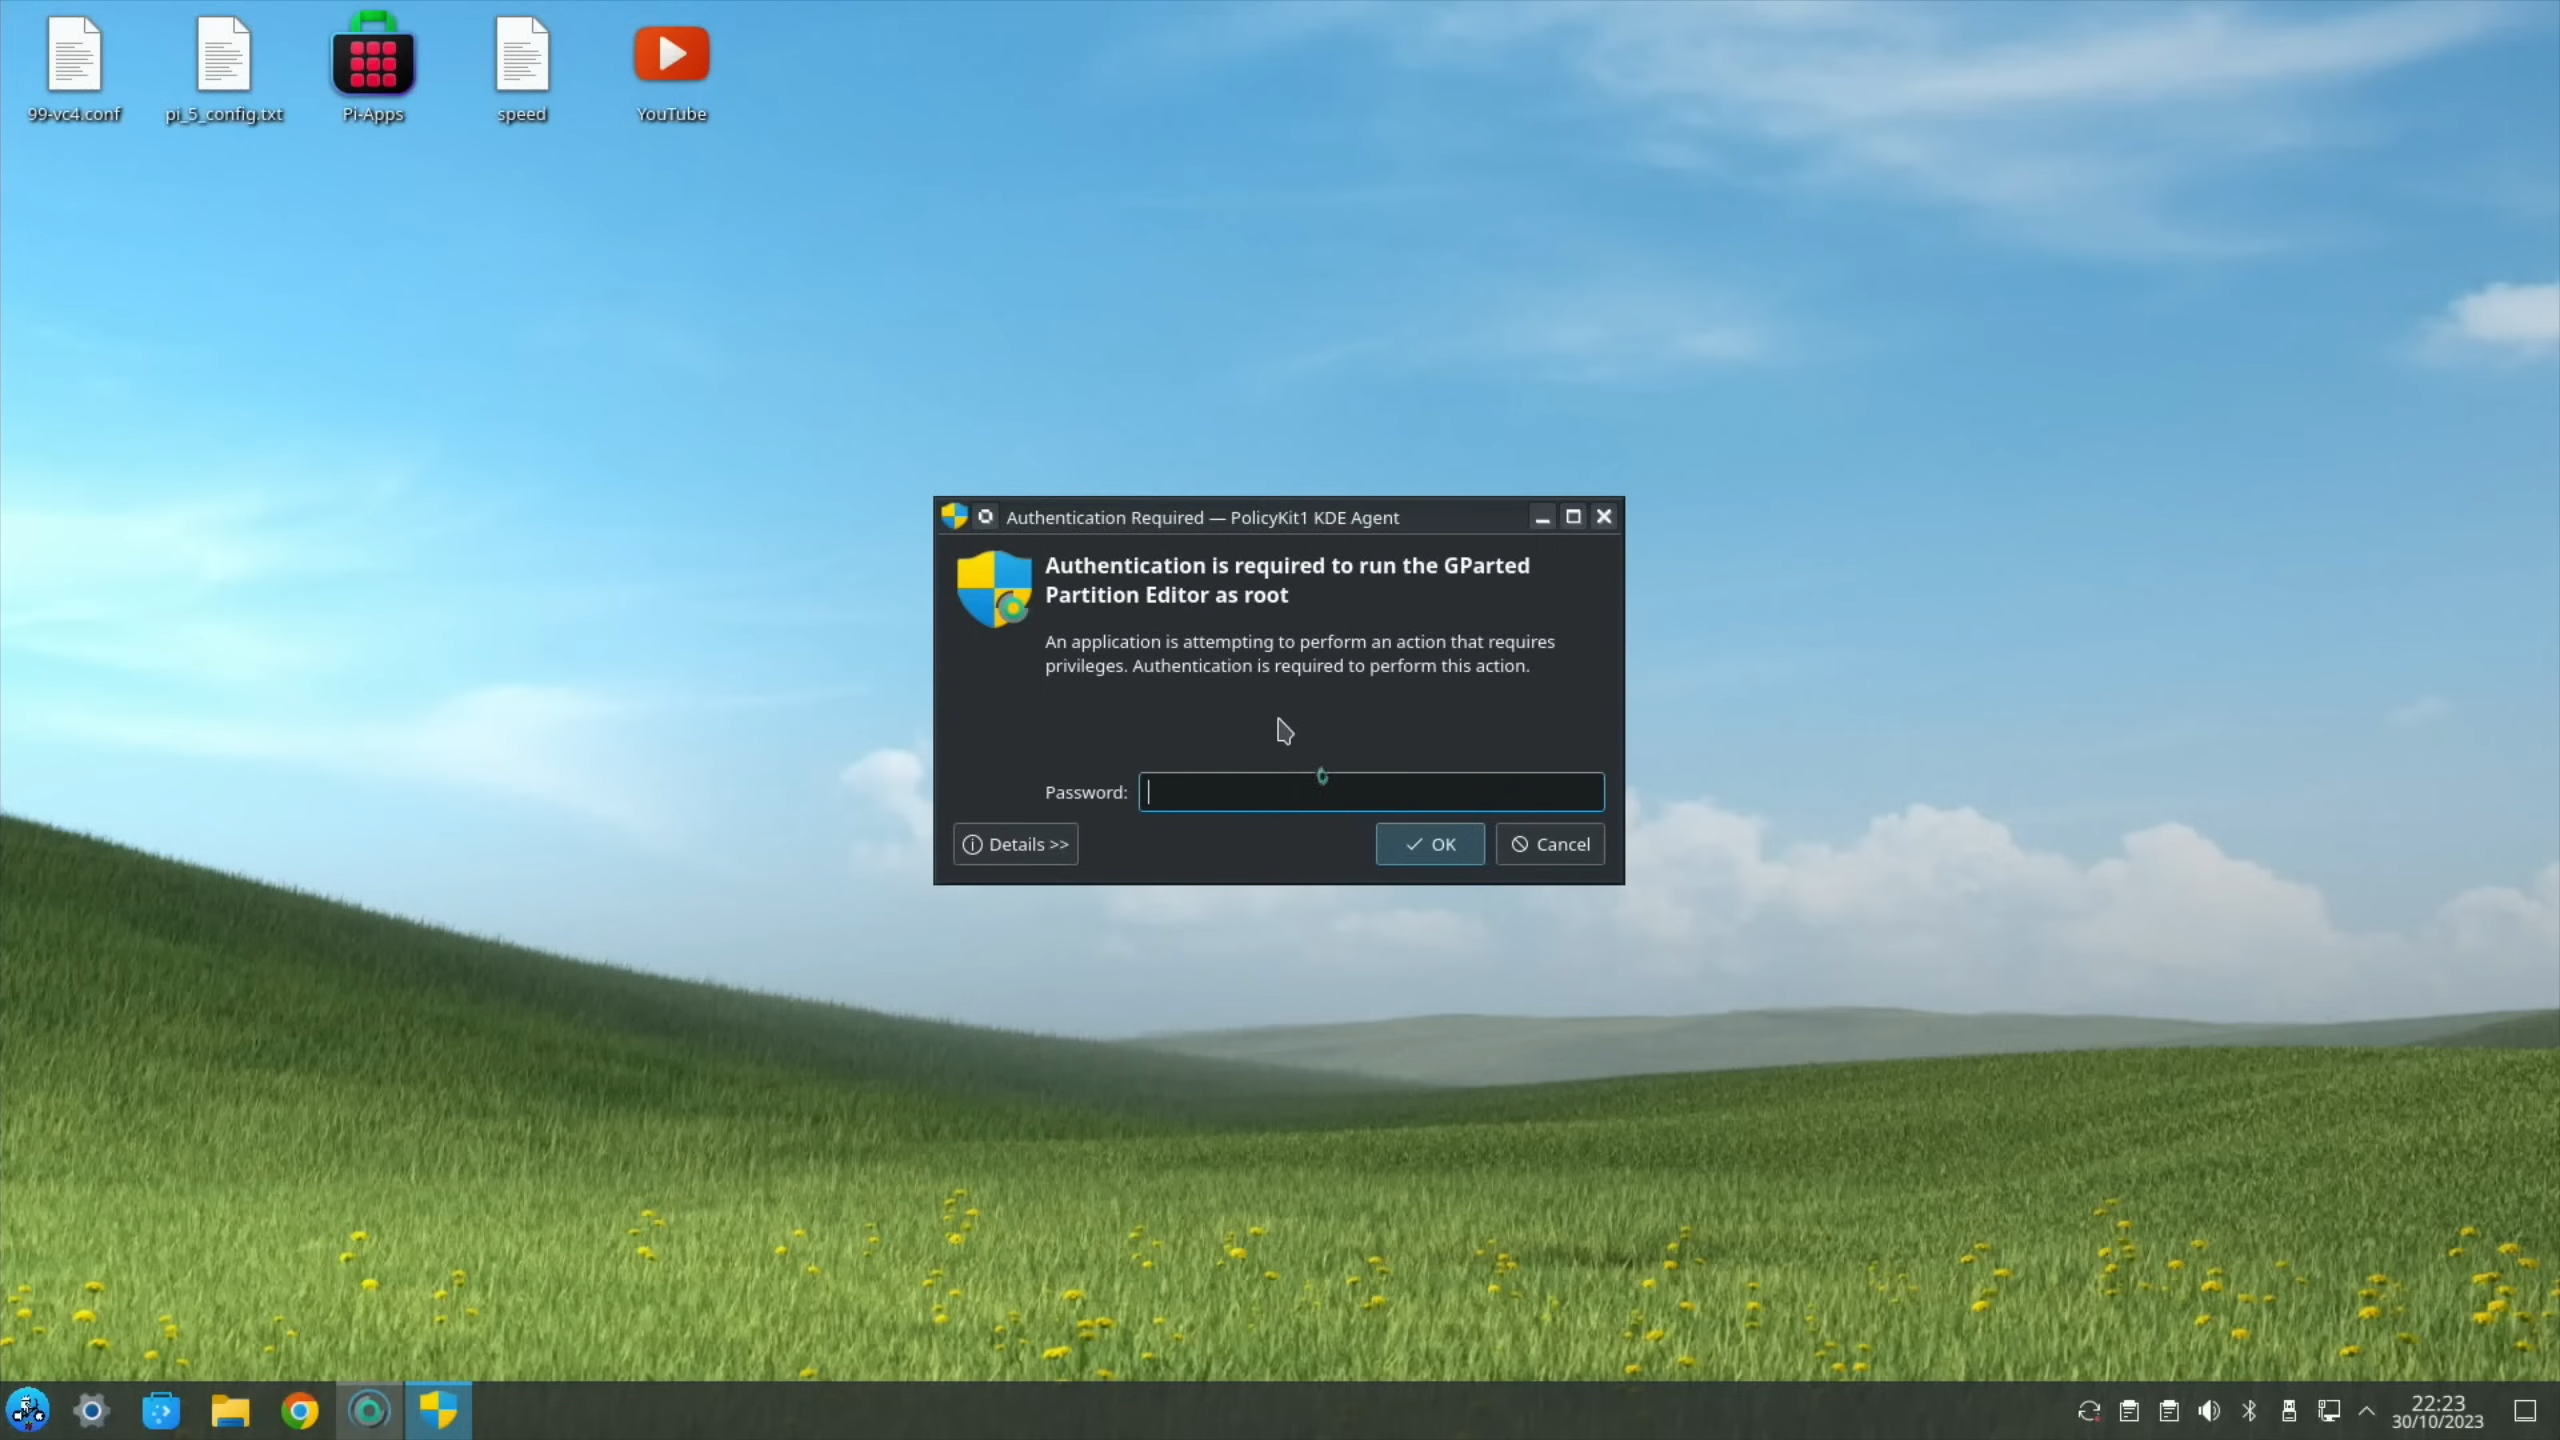 99-vc4.conf
pi_5_config.txt
Pi-Apps
speed
YouTube
Authentication Required — PolicyKit1 KDE Agent
Authentication is required to run the GParted
Partition Editor as root
An application is attempting to perform an action that requires
privileges. Authentication is required to perform this action.
Password:
Details >>
OK
Cancel
22:23
30/10/2023